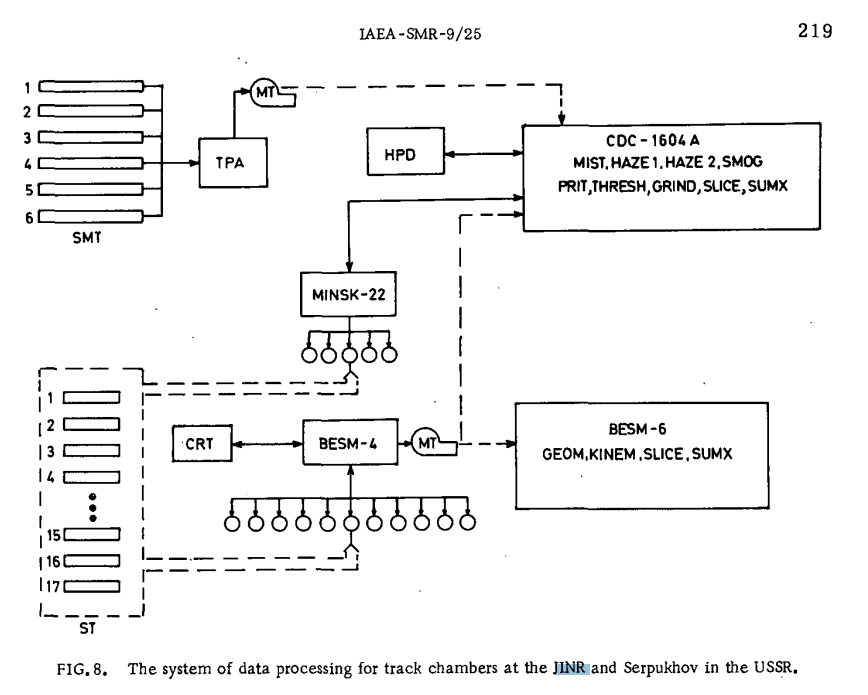 IAEA-SMR-9/25
219
1
2
3
4
5
6
SMT
TPA
MT
HPD
CDC-1604 A
MIST, HAZE 1, HAZE 2, SMOG
PRIT, THRESH, GRIND, SLICE, SUMX
MINSK-22
1
2
3
4
15
16
17
ST
CRT
BESM-4
MT
BESM-6
GEOM, KINEM, SLICE, SUMX
FIG. 8. The system of data processing for track chambers at the JINR and Serpukhov in the USSR.